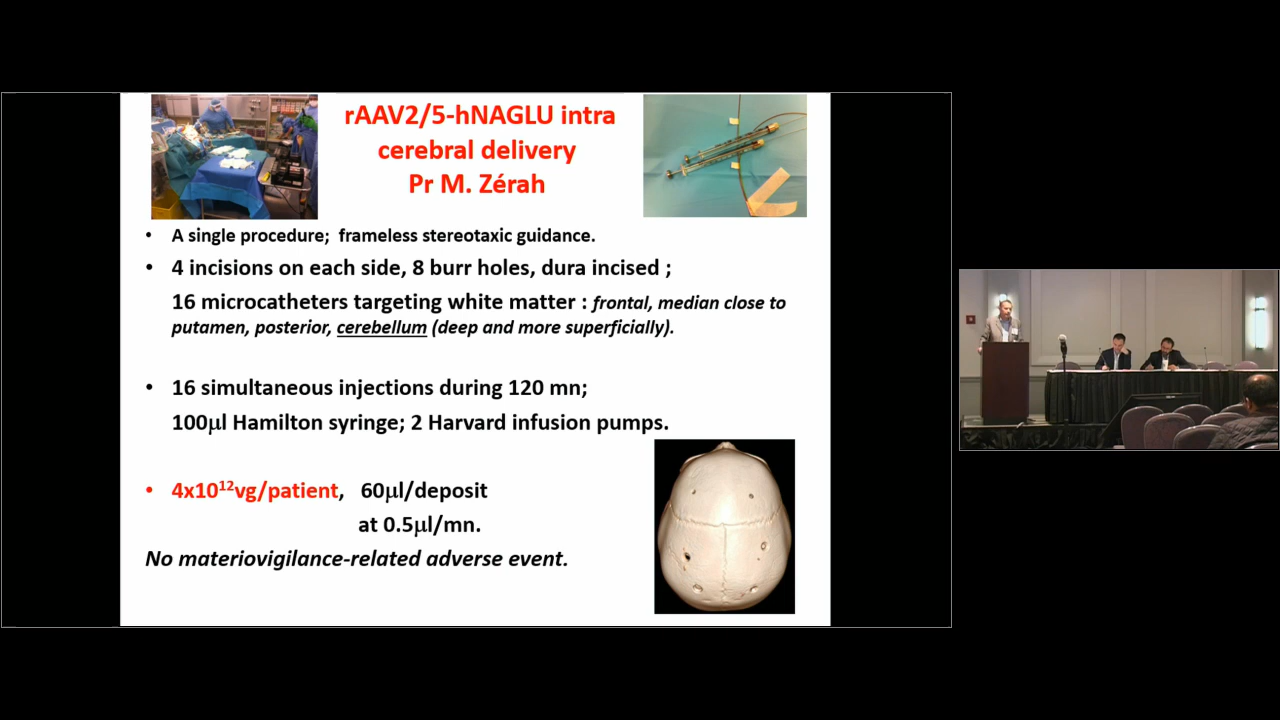 rAAV2/5-hNAGLU intra
cerebral delivery
Pr M. Zérah
• A single procedure; frameless stereotaxic guidance.
• 4 incisions on each side, 8 burr holes, dura incised ;
16 microcatheters targeting white matter : frontal, median close to
putamen, posterior, cerebellum (deep and more superficially).
• 16 simultaneous injections during 120 mn;
100µl Hamilton syringe; 2 Harvard infusion pumps.
• 4x10¹²vg/patient, 60µl/deposit
at 0.5µl/mn.
No materiovigilance-related adverse event.